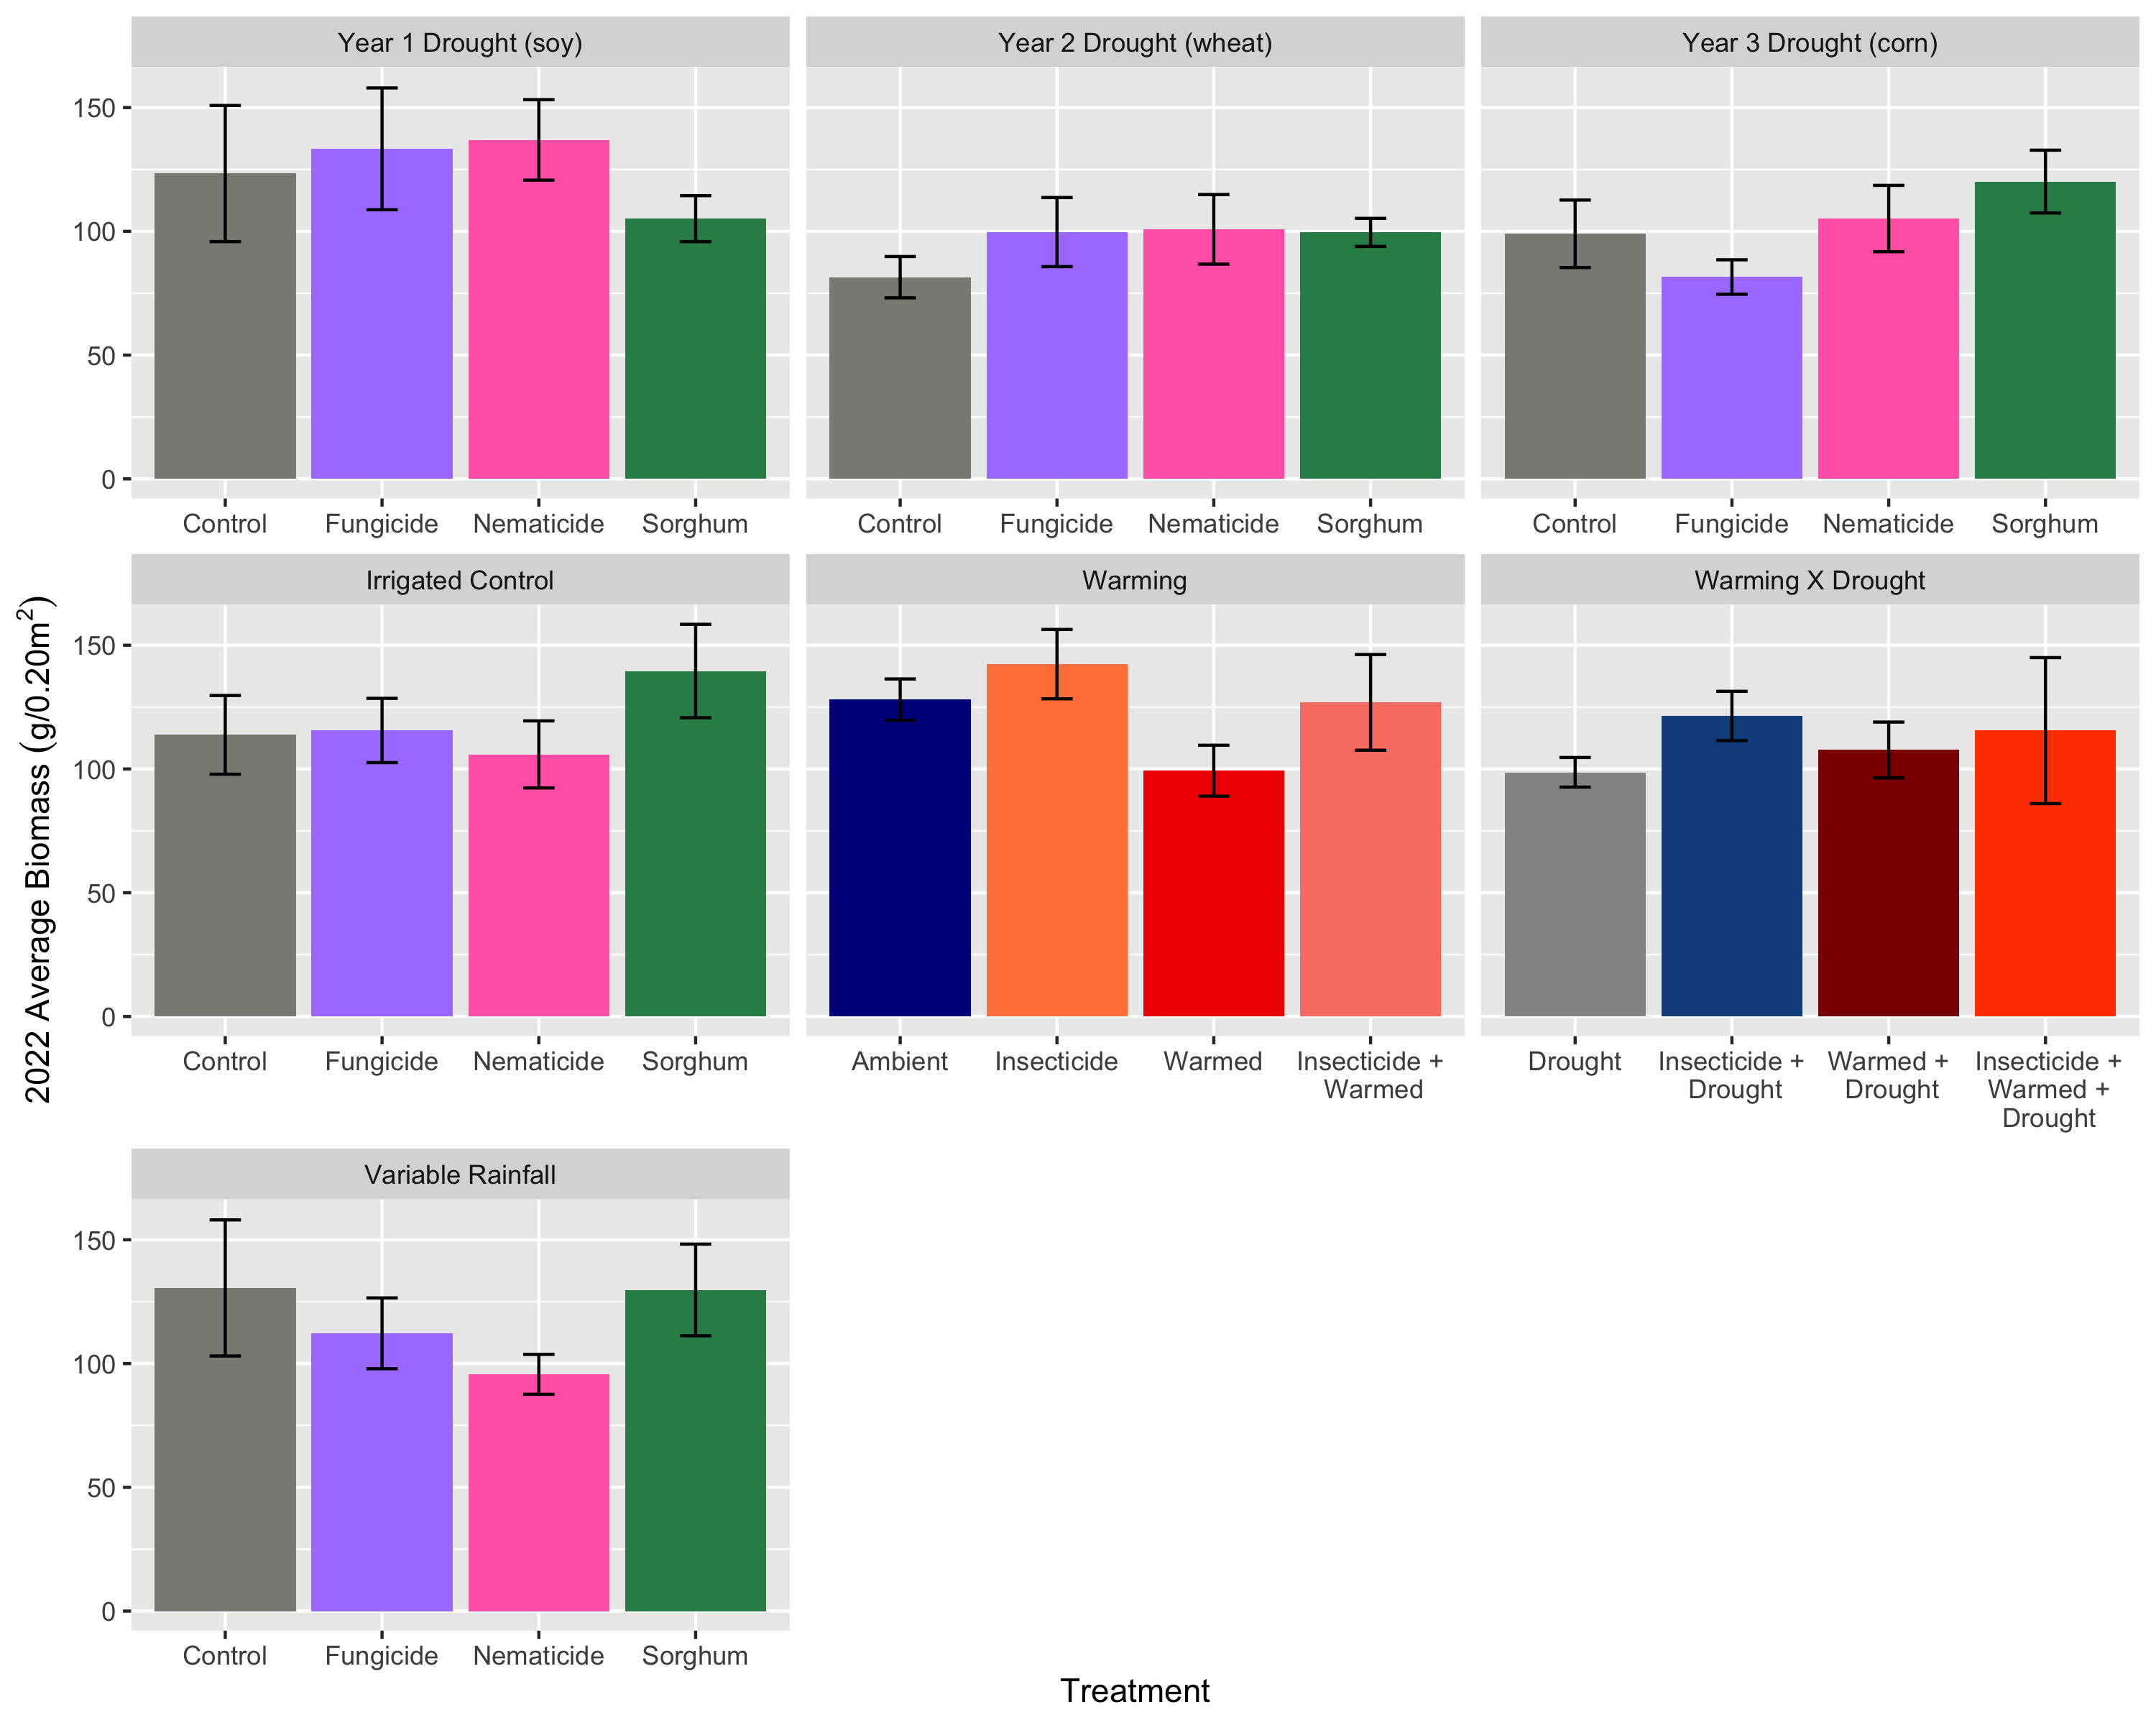 Year 1 Drought (soy)
Year 2 Drought (wheat)
Year 3 Drought (corn)
150
100
50
0
Control Fungicide Nematicide Sorghum
Control Fungicide Nematicide Sorghum
Control Fungicide Nematicide Sorghum
2022 Average Biomass (g/0.20m²)
Irrigated Control
Warming
Warming X Drought
150
100
50
0
Control Fungicide Nematicide Sorghum
Ambient Insecticide Warmed Insecticide +
Warmed
Drought Insecticide + Warmed + Insecticide +
Drought Drought Warmed +
Drought
Variable Rainfall
150
100
50
0
Control Fungicide Nematicide Sorghum
Treatment